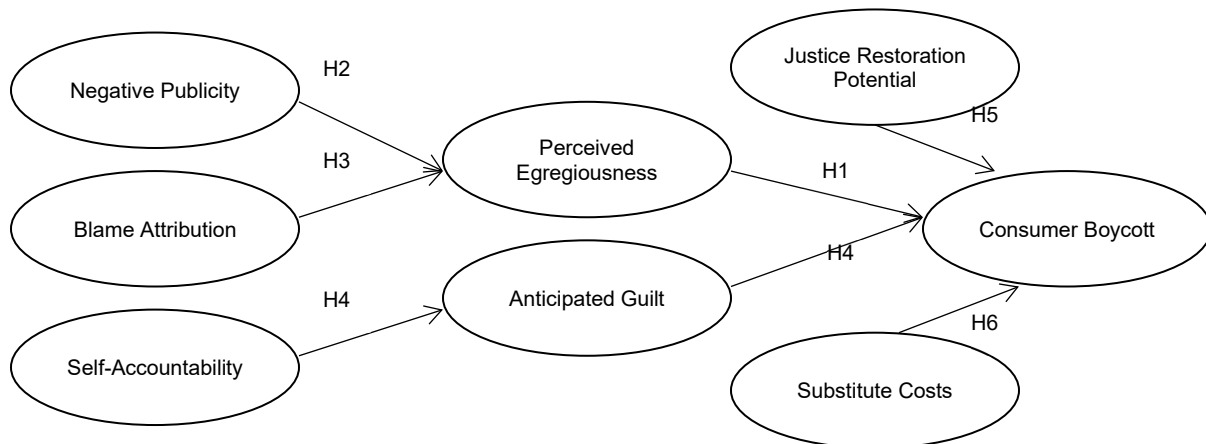 Negative Publicity
H2
Justice Restoration
Potential
H5
H3
Perceived
Egregiousness
H1
Blame Attribution
Consumer Boycott
H4
H4
Anticipated Guilt
Self-Accountability
H6
Substitute Costs